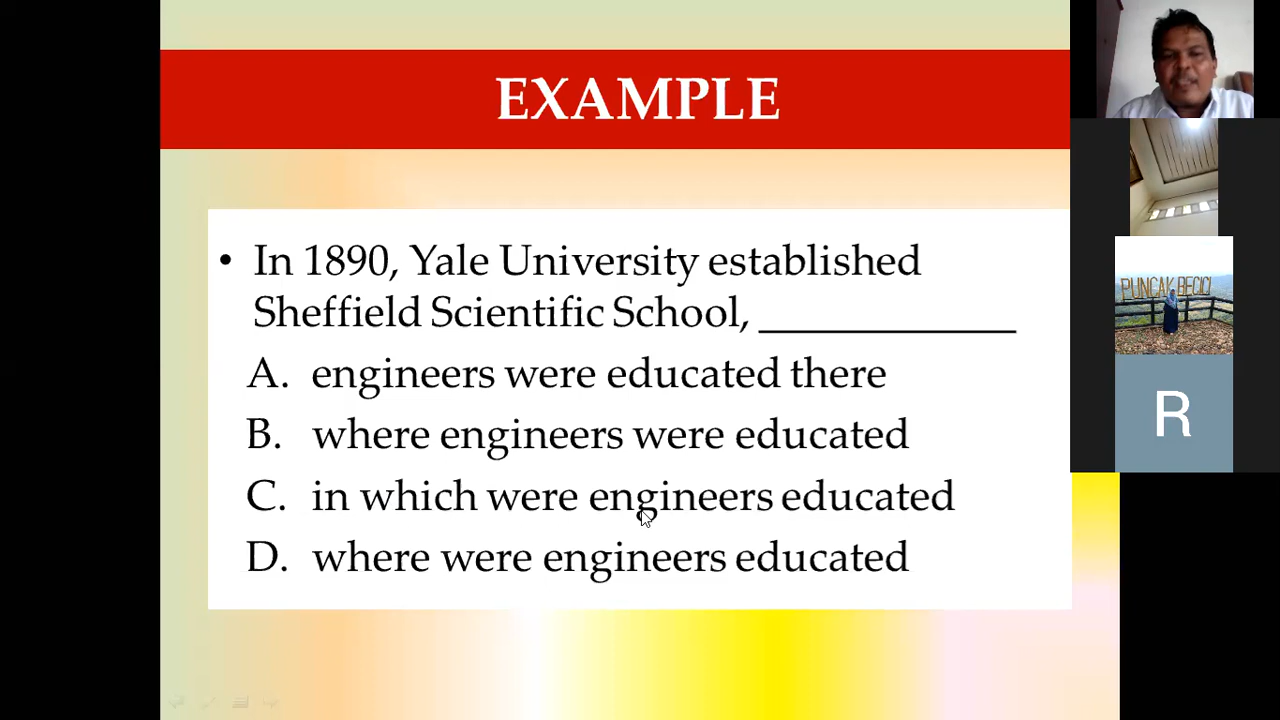 EXAMPLE
• In 1890, Yale University established
Sheffield Scientific School, _____________
A. engineers were educated there
B. where engineers were educated
C. in which were engineers educated
D. where were engineers educated
PUNCAK BECICI
R